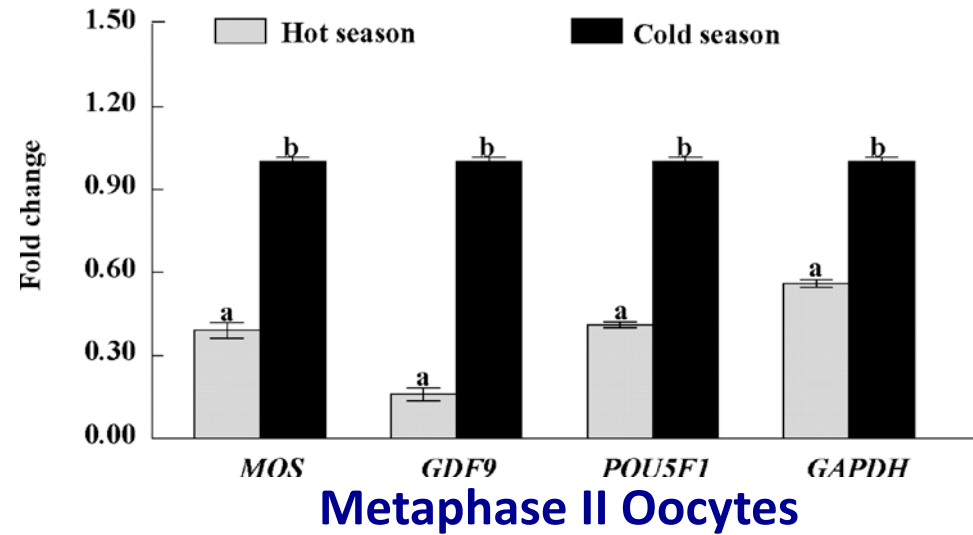 1.50
Hot season
Cold season
1.20
b
b
b
b
0.90
Fold change
0.60
a
a
a
0.30
a
0.00
MOS
GDF9
POU5F1
GAPDH
Metaphase II Oocytes